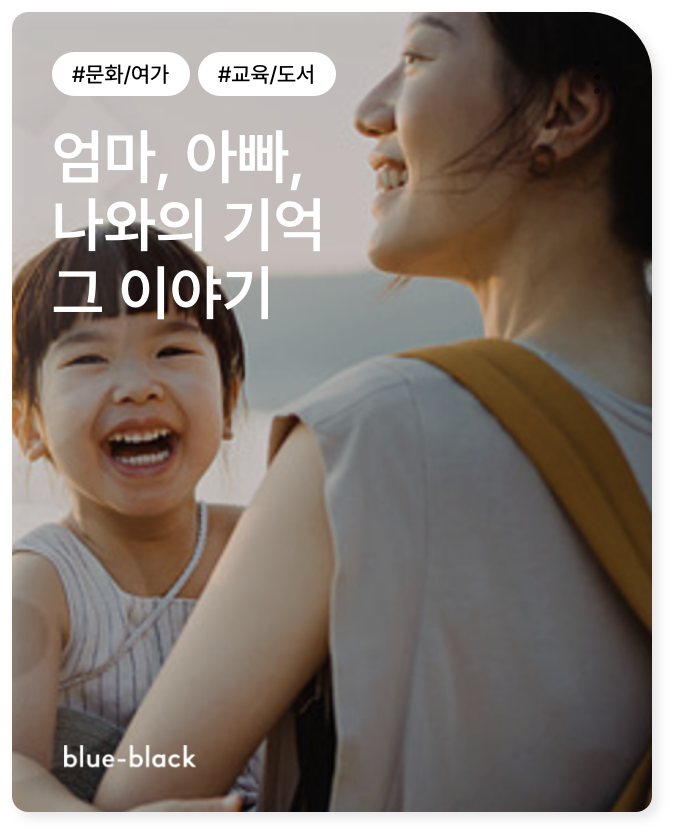 #문화/여가 #교육/도서
엄마, 아빠,
나와의 기억
그 이야기
blue-black